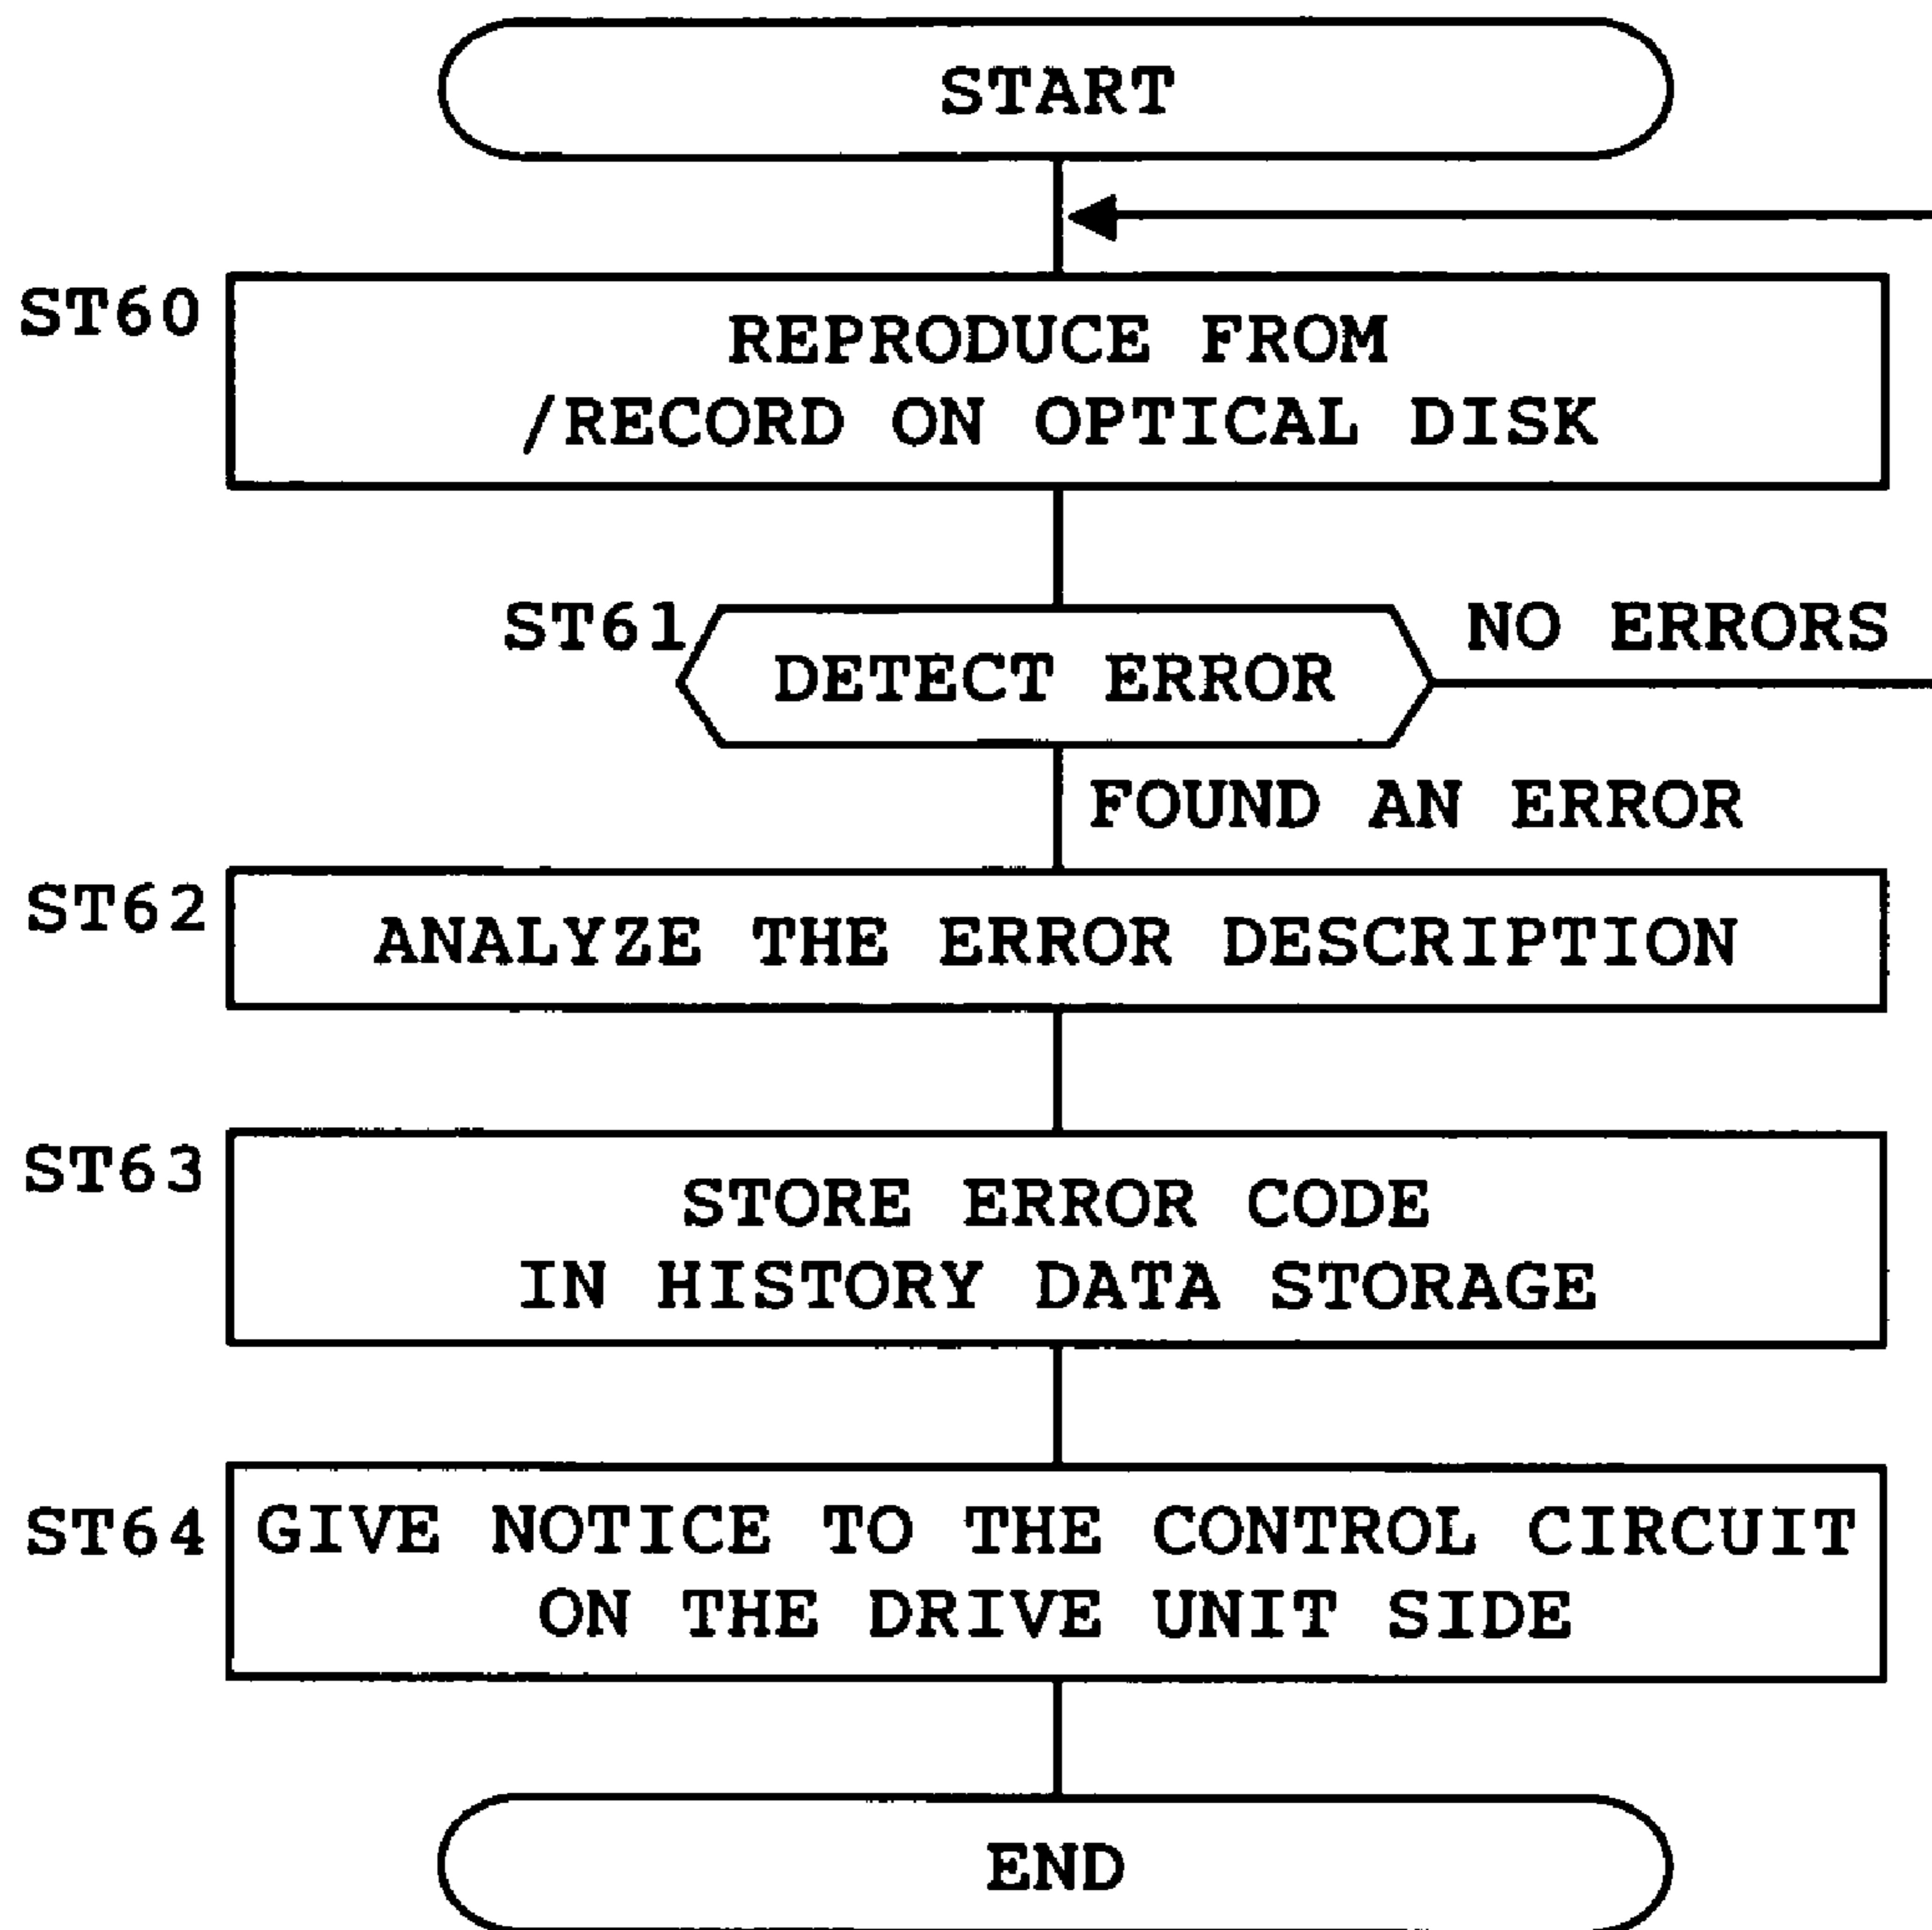 START
ST60
REPRODUCE FROM
/RECORD ON OPTICAL DISK
ST61
DETECT ERROR
NO ERRORS
FOUND AN ERROR
ST62
ANALYZE THE ERROR DESCRIPTION
ST63
STORE ERROR CODE
IN HISTORY DATA STORAGE
ST64
GIVE NOTICE TO THE CONTROL CIRCUIT
ON THE DRIVE UNIT SIDE
END